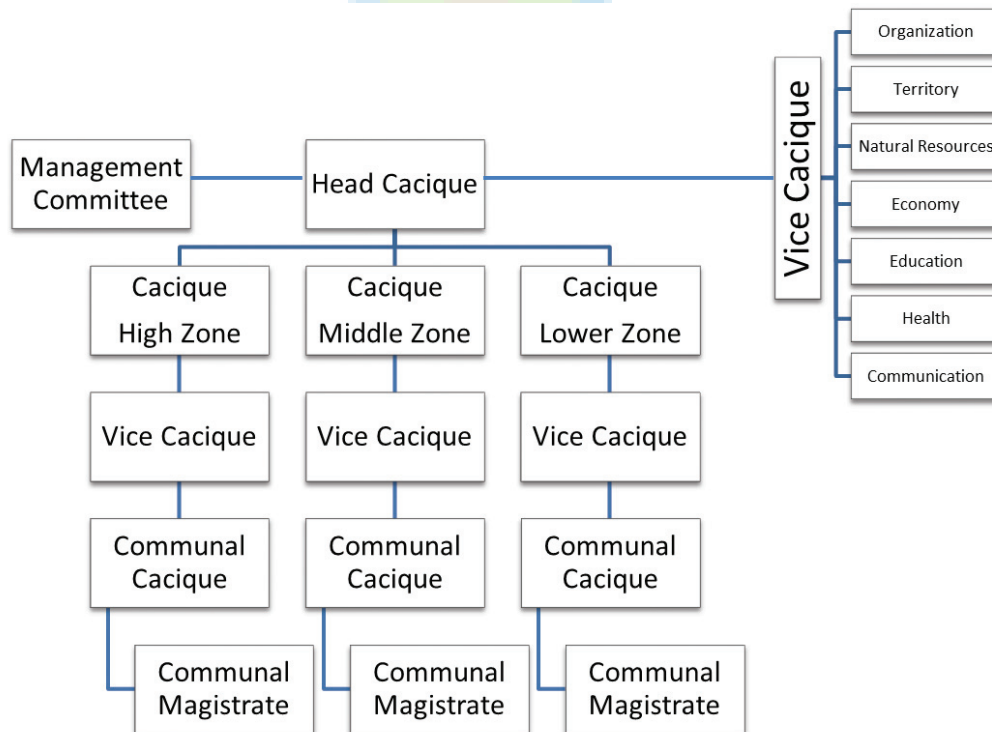 Organization
Territory
Natural Resources
Economy
Education
Health
Communication
Vice Cacique
Management
Committee
Head Cacique
Cacique
High Zone
Cacique
Middle Zone
Cacique
Lower Zone
Vice Cacique
Vice Cacique
Vice Cacique
Communal
Cacique
Communal
Cacique
Communal
Cacique
Communal
Magistrate
Communal
Magistrate
Communal
Magistrate